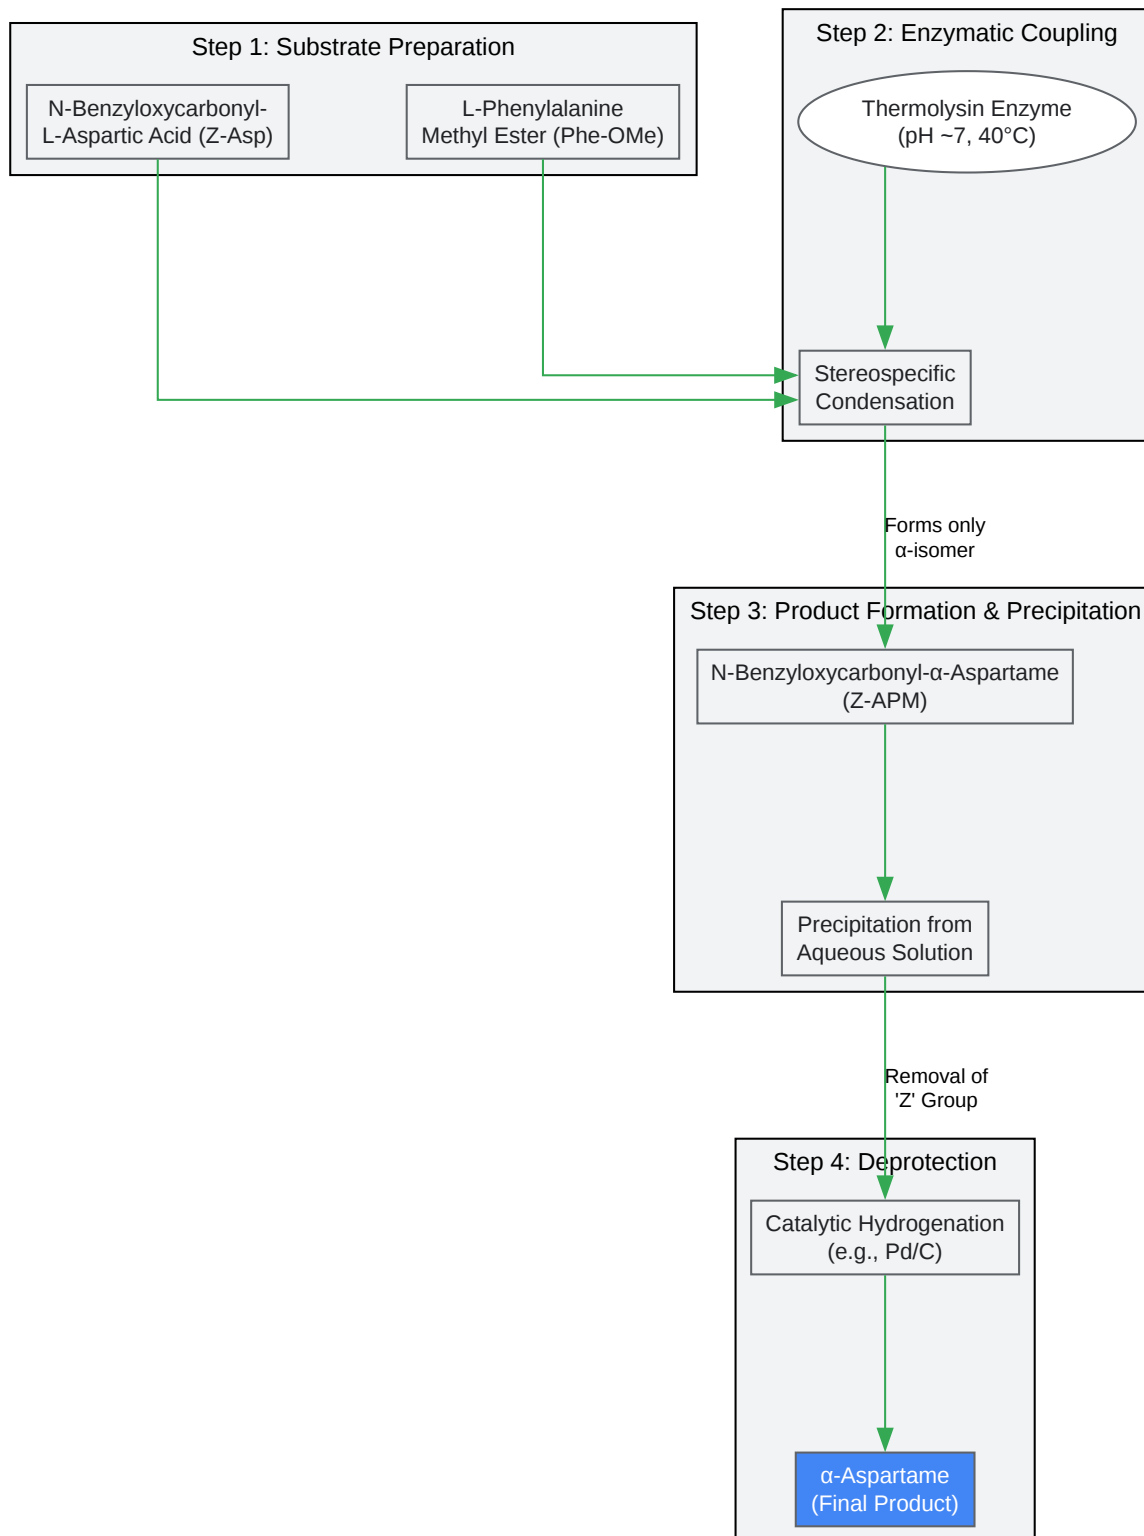 Step 1: Substrate Preparation
N-Benzyloxycarbonyl-
L-Aspartic Acid (Z-Asp)
L-Phenylalanine
Methyl Ester (Phe-OMe)
Step 2: Enzymatic Coupling
Thermolysin Enzyme
(pH ~7, 40°C)
Stereospecific
Condensation
Forms only
α-isomer
Step 3: Product Formation & Precipitation
N-Benzyloxycarbonyl-α-Aspartame
(Z-APM)
Precipitation from
Aqueous Solution
Removal of
'Z' Group
Step 4: Deprotection
Catalytic Hydrogenation
(e.g., Pd/C)
α-Aspartame
(Final Product)